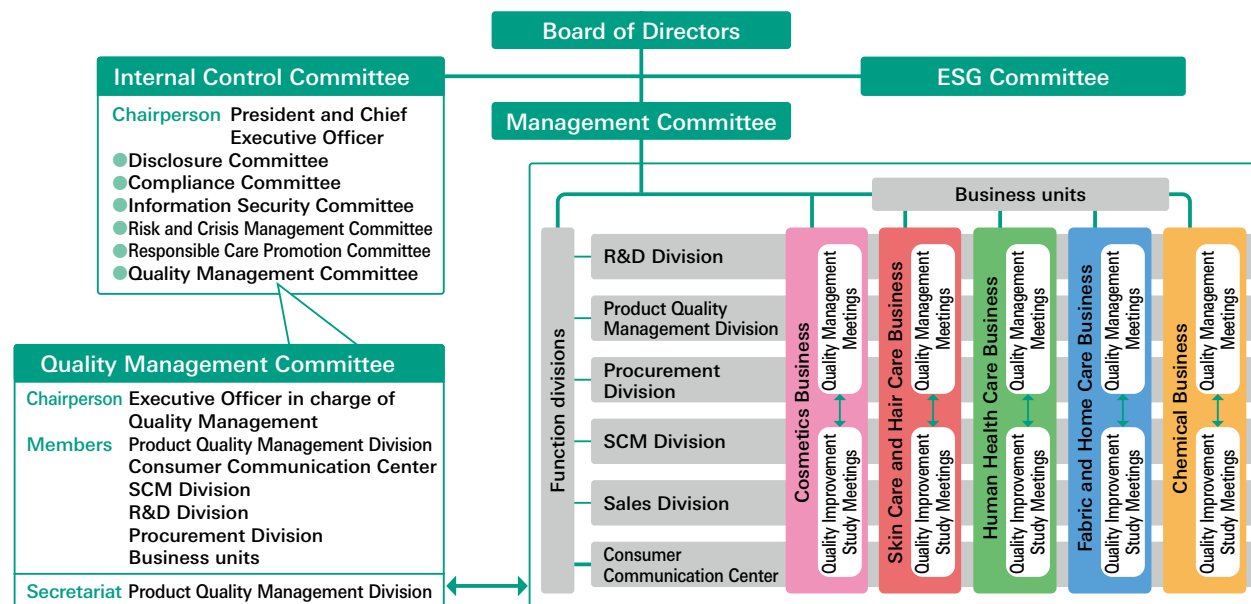 Board of Directors
Internal Control Committee
ESG Committee
Chairperson President and Chief
Executive Officer
●Disclosure Committee
●Compliance Committee
●Information Security Committee
●Risk and Crisis Management Committee
●Responsible Care Promotion Committee
●Quality Management Committee
Management Committee
Quality Management Committee
Chairperson Executive Officer in charge of
Quality Management
Members Product Quality Management Division
Consumer Communication Center
SCM Division
R&D Division
Procurement Division
Business units
Secretariat Product Quality Management Division
Business units
Function divisions
R&D Division
Product Quality
Management Division
Procurement
Division
SCM Division
Sales Division
Consumer
Communication Center
Cosmetics Business
Quality Management
Meetings
Quality Improvement
Study Meetings
Skin Care and Hair Care Business
Quality Management
Meetings
Quality Improvement
Study Meetings
Human Health Care Business
Quality Management
Meetings
Quality Improvement
Study Meetings
Fabric and Home Care Business
Quality Management
Meetings
Quality Improvement
Study Meetings
Chemical Business
Quality Management
Meetings
Quality Improvement
Study Meetings